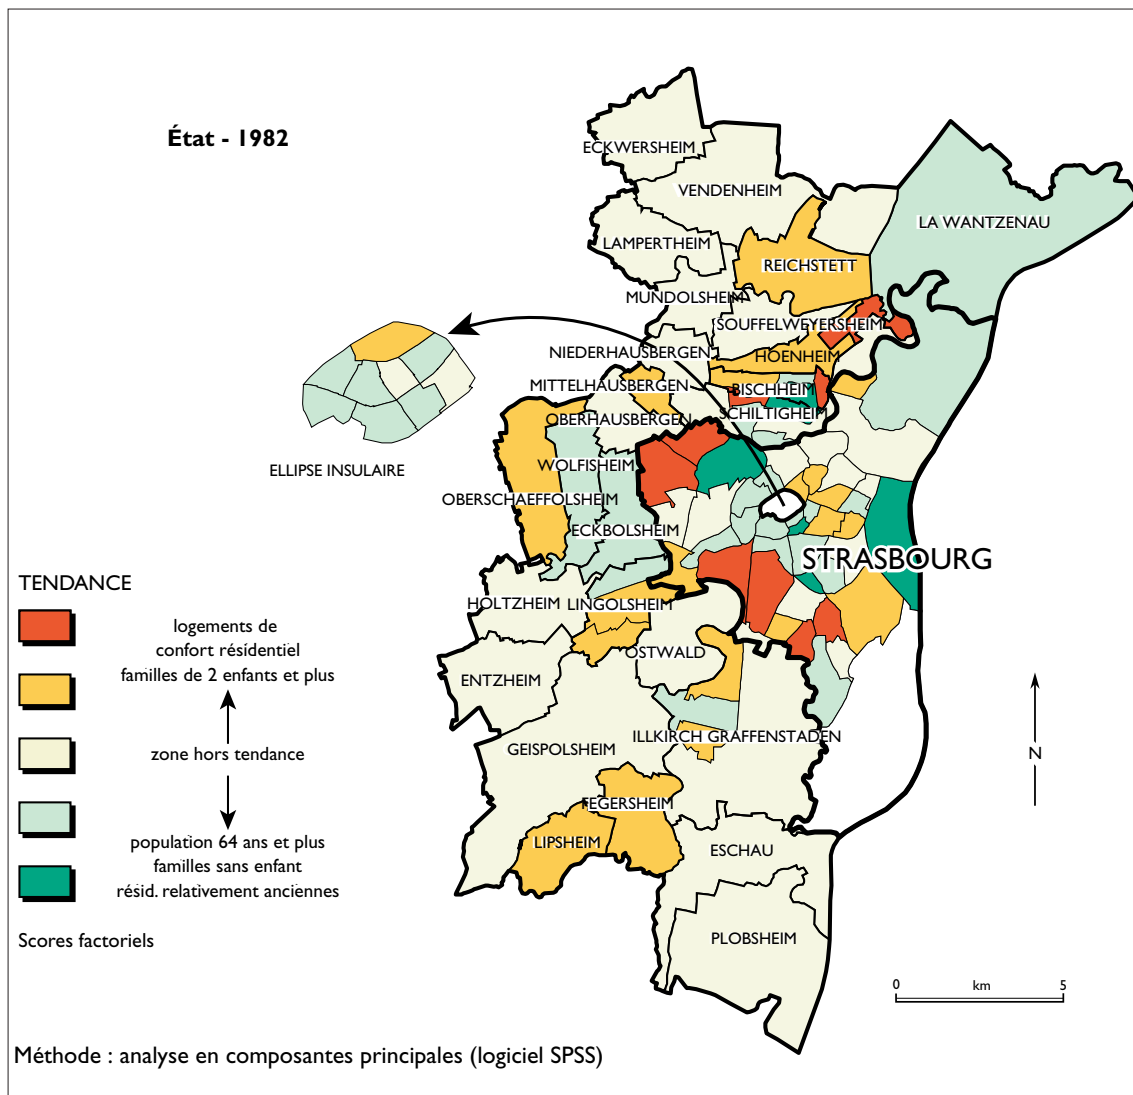 État - 1982
ECKWERSHEIM
VENDENHEIM
LA WANTZENAU
LAMPERTHEIM
REICHSTETT
MUNDOLSHEIM
SOUFFELWEYERSHEIM
NIEDERHAUSBERGEN
HOENHEIM
MITTELHAUSBERGEN
BISCHHEIM
SCHILTIGHEIM
OBERHAUSBERGEN
ELLIPSE INSULAIRE
WOLFISHEIM
OBERSCHAEFFOLSHEIM
ECKBOLSHEIM
STRASBOURG
TENDANCE
HOLTZHEIM
LINGOLSHEIM
logements de
confort résidentiel
familles de 2 enfants et plus
OSTWALD
ENTZHEIM
zone hors tendance
GEISPOLSHEIM
ILLKIRCH GRAFFENSTADEN
N
FEGERSHEIM
population 64 ans et plus
familles sans enfant
résid. relativement anciennes
LIPSHEIM
ESCHAU
Scores factoriels
PLOBSHEIM
0 km 5
Méthode : analyse en composantes principales (logiciel SPSS)